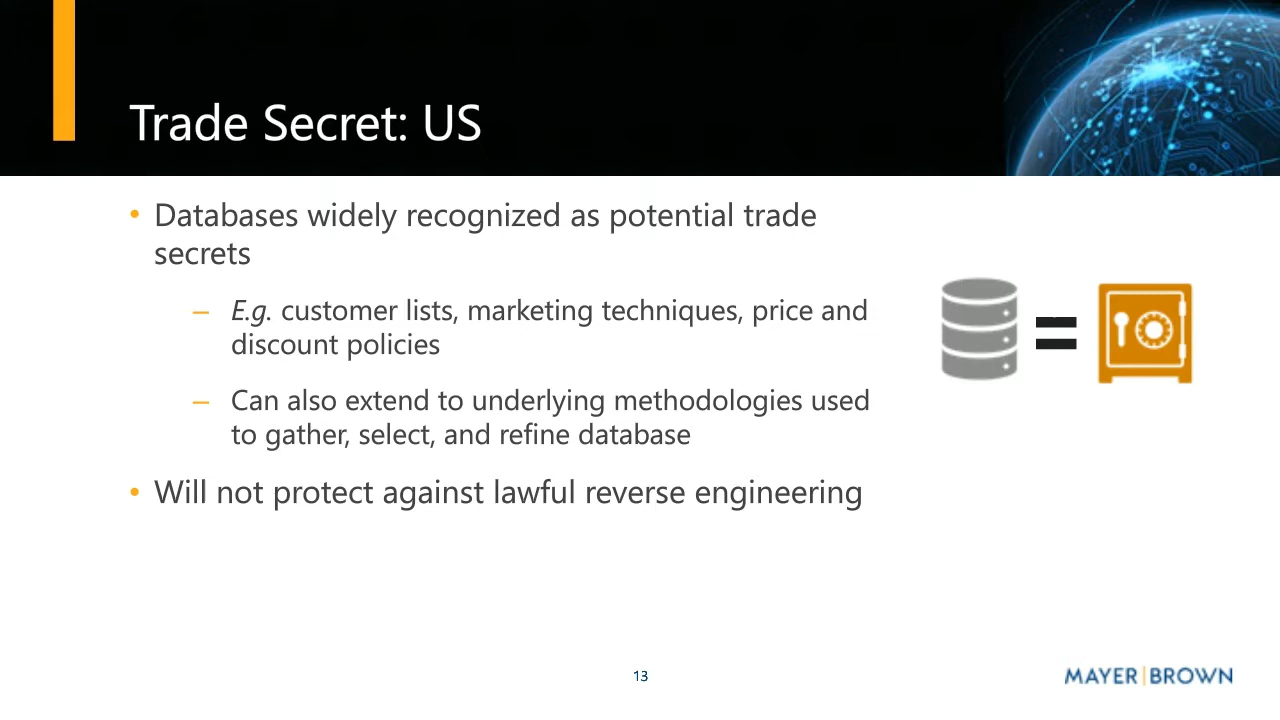 Trade Secret: US
• Databases widely recognized as potential trade
secrets
– E.g. customer lists, marketing techniques, price and
discount policies
– Can also extend to underlying methodologies used
to gather, select, and refine database
• Will not protect against lawful reverse engineering
13
MAYER|BROWN